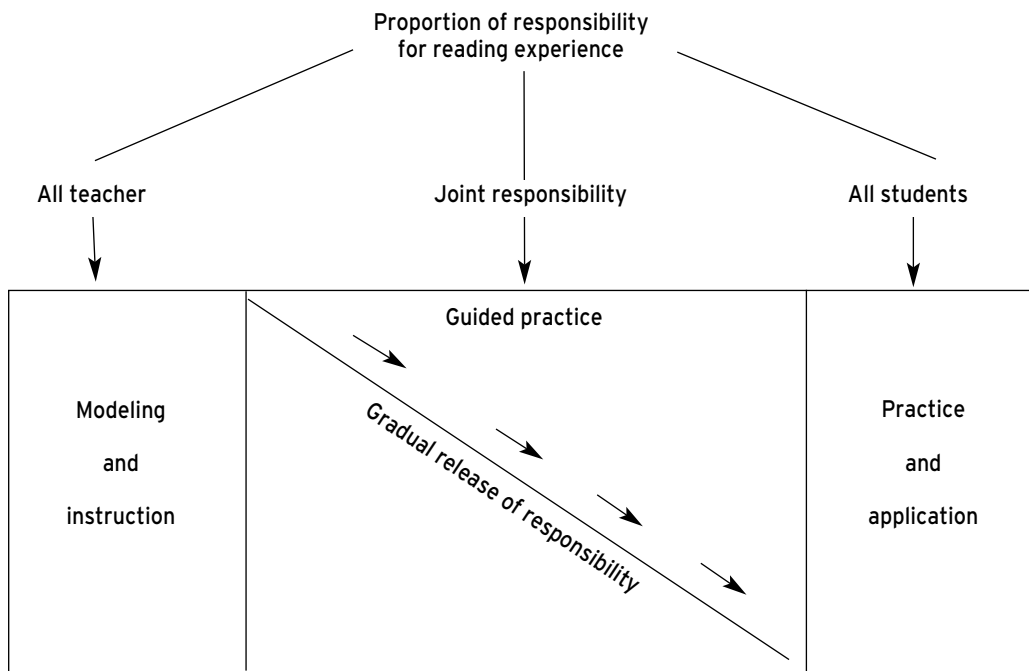 Proportion of responsibility
for reading experience
All teacher
Joint responsibility
All students
Guided practice
Modeling
and
instruction
Gradual release of responsibility
Practice
and
application